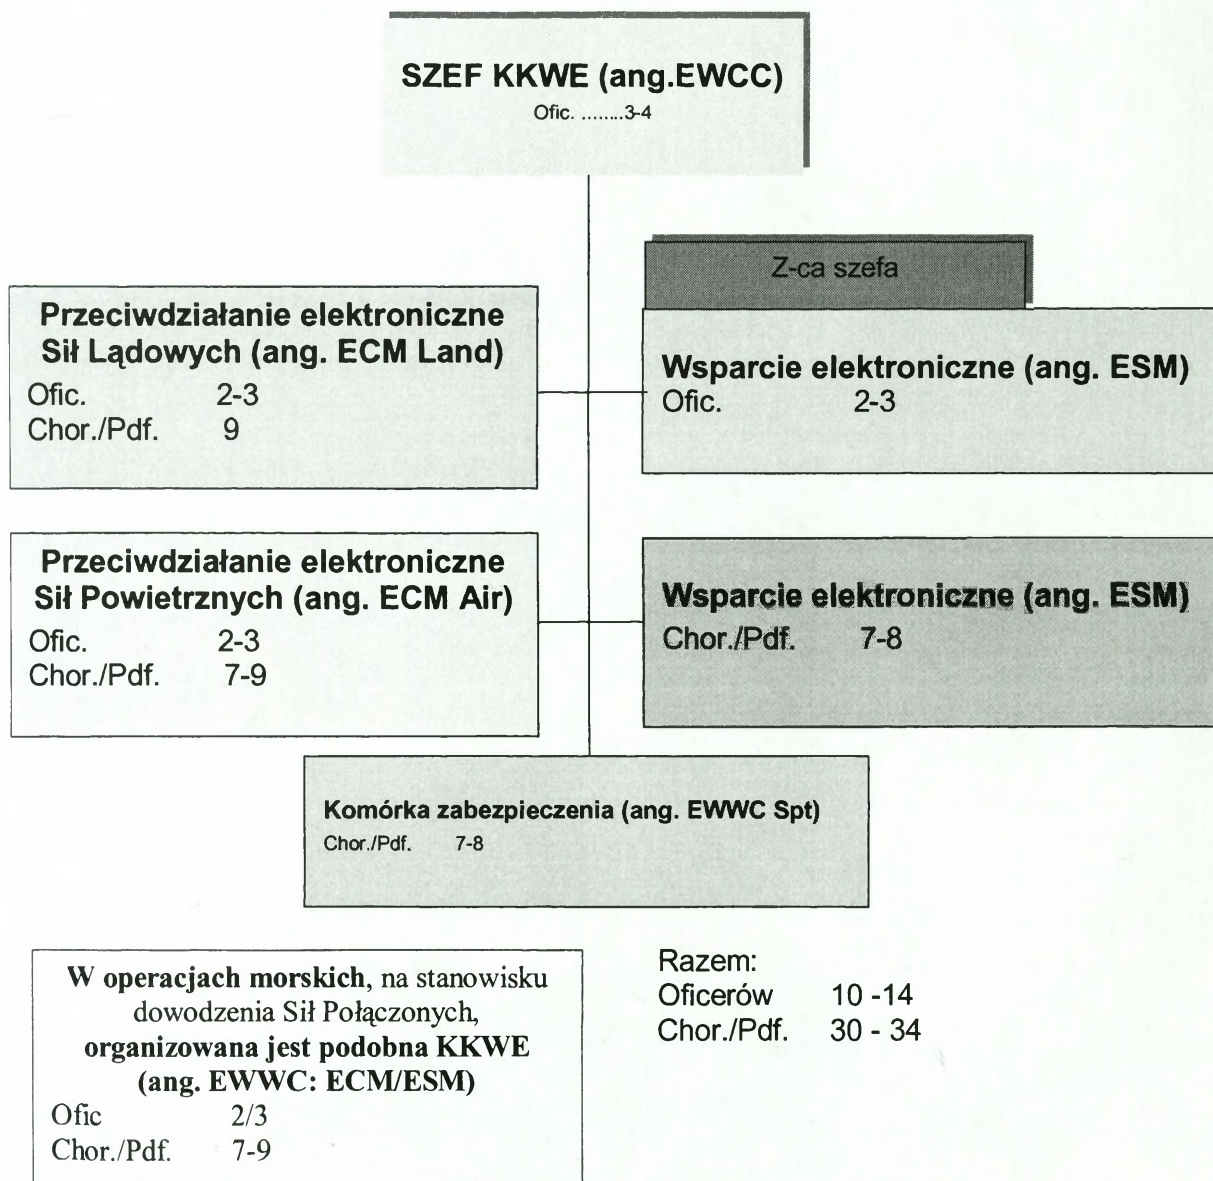 SZEF KKWE (ang.EWCC)
Ofic. ........3-4
Z-ca szefa
Przeciwdziałanie elektroniczne
Sił Lądowych (ang. ECM Land)
Ofic. 2-3
Chor./Pdf. 9
Wsparcie elektroniczne (ang. ESM)
Ofic. 2-3
Przeciwdziałanie elektroniczne
Sił Powietrznych (ang. ECM Air)
Ofic. 2-3
Chor./Pdf. 7-9
Wsparcie elektroniczne (ang. ESM)
Chor./Pdf. 7-8
Komórka zabezpieczenia (ang. EWWC Spt)
Chor./Pdf. 7-8
W operacjach morskich, na stanowisku
dowodzenia Sił Połączonych,
organizowana jest podobna KKWE
(ang. EWWC: ECM/ESM)
Ofic 2/3
Chor./Pdf. 7-9
Razem:
Oficerów 10 -14
Chor./Pdf. 30 - 34